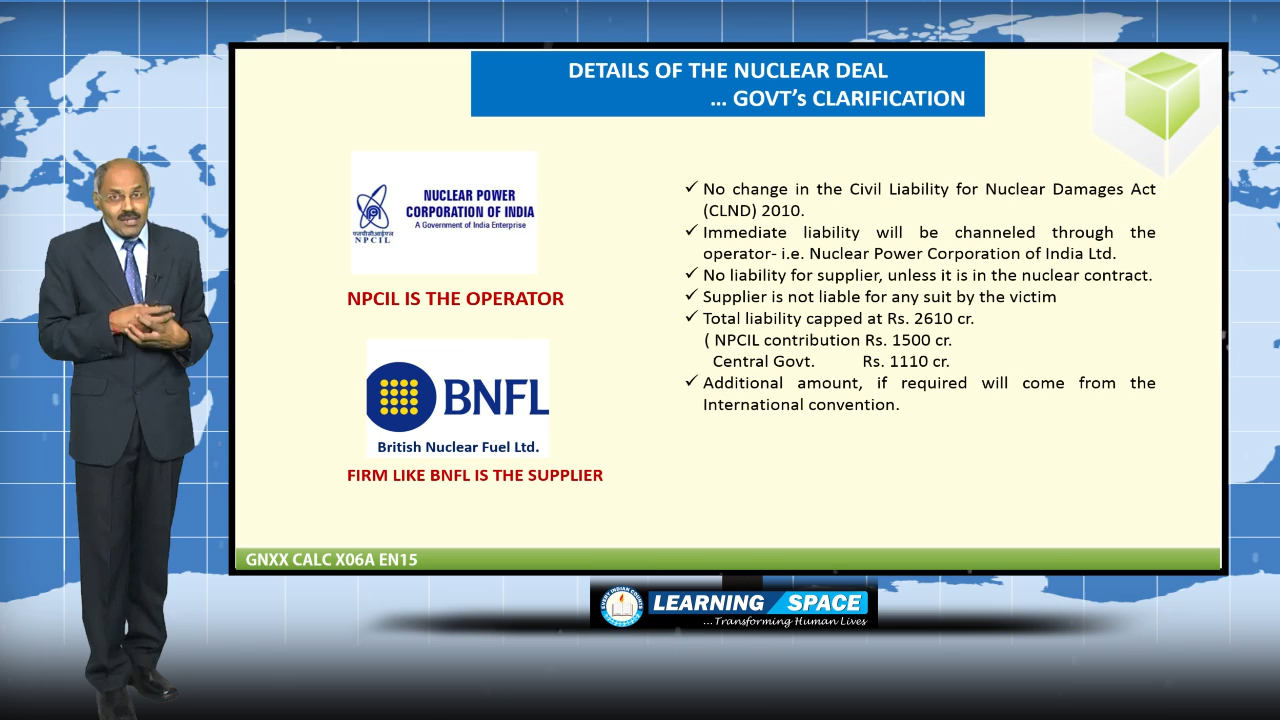 DETAILS OF THE NUCLEAR DEAL
... GOVT's CLARIFICATION
NUCLEAR POWER
CORPORATION OF INDIA
A Government of India Enterprise
एनपीसीआईएल
NPCIL
NPCIL IS THE OPERATOR
BNFL
British Nuclear Fuel Ltd.
FIRM LIKE BNFL IS THE SUPPLIER
✓ No change in the Civil Liability for Nuclear Damages Act
(CLND) 2010.
✓ Immediate liability will be channeled through the
operator- i.e. Nuclear Power Corporation of India Ltd.
✓ No liability for supplier, unless it is in the nuclear contract.
✓ Supplier is not liable for any suit by the victim
✓ Total liability capped at Rs. 2610 cr.
( NPCIL contribution Rs. 1500 cr.
Central Govt. Rs. 1110 cr.
✓ Additional amount, if required will come from the
International convention.
GNXX CALC X06A EN15
EVERY INDIAN COUNTS
LEARNING SPACE
...Transforming Human Lives